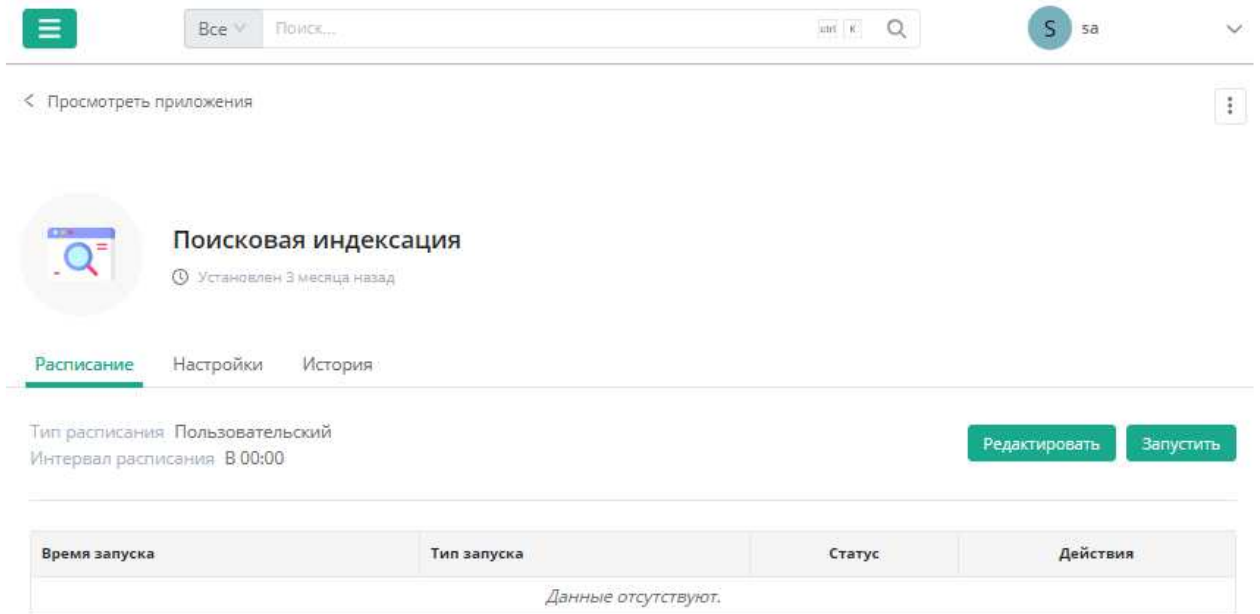 Все Поиск... ctrl K S sa
Просмотреть приложения
Поисковая индексация
Установлен 3 месяца назад
Расписание Настройки История
Тип расписания Пользовательский
Интервал расписания В 00:00
Редактировать Запустить
Время запуска Тип запуска Статус Действия
Данные отсутствуют.